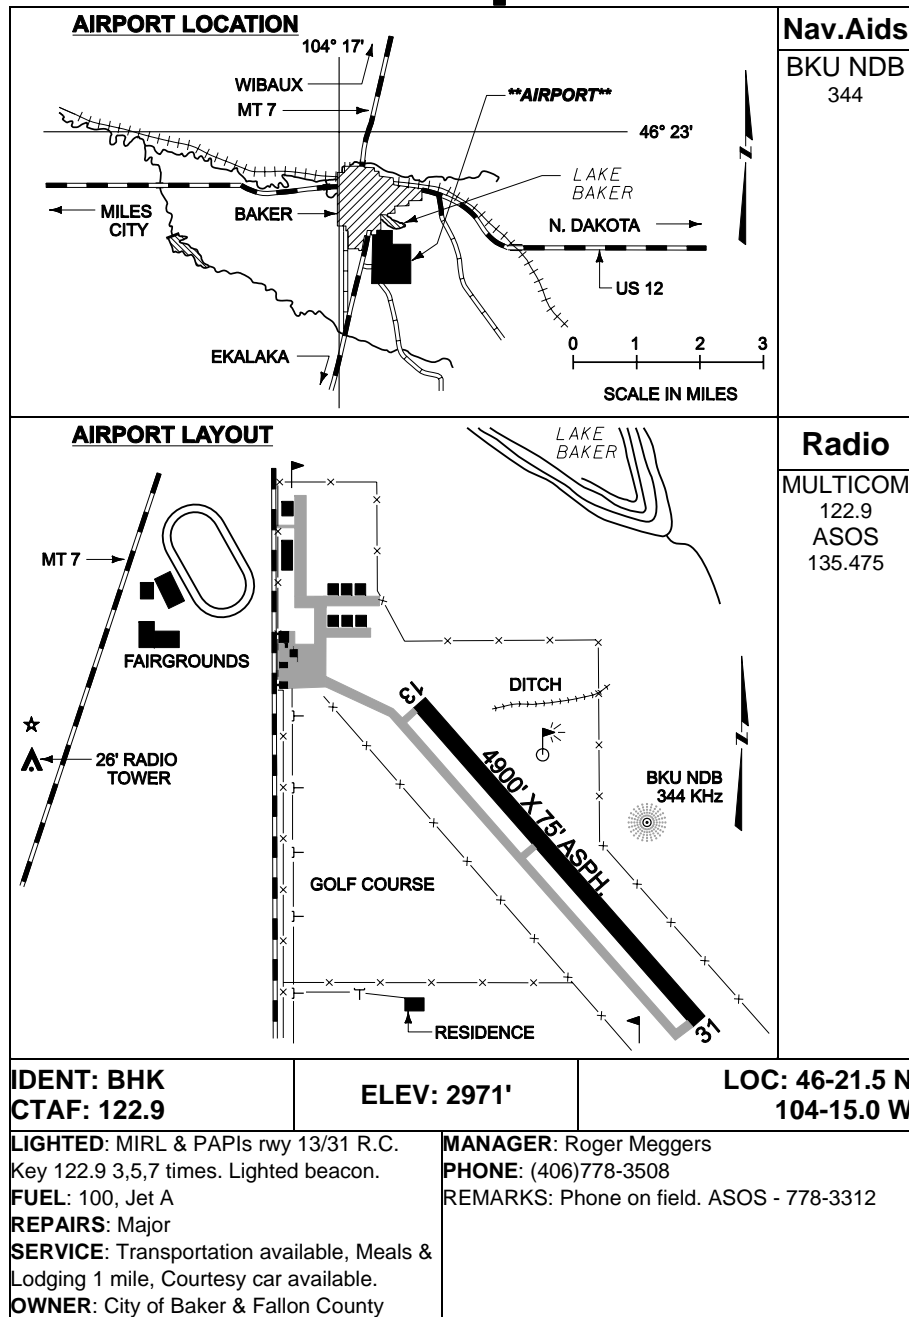 AIRPORT LOCATION
104° 17'
WIBAUX
MT 7
**AIRPORT**
46° 23'
LAKE
BAKER
MILES
CITY
BAKER
N. DAKOTA
US 12
EKALAKA
0 1 2 3
SCALE IN MILES
N
Nav.Aids
BKU NDB
344
AIRPORT LAYOUT
LAKE
BAKER
MT 7
FAIRGROUNDS
26' RADIO
TOWER
DITCH
13
4900' X 75' ASPH.
BKU NDB
344 KHz
N
GOLF COURSE
RESIDENCE
31
Radio
MULTICOM
122.9
ASOS
135.475
IDENT: BHK
CTAF: 122.9
ELEV: 2971'
LOC: 46-21.5 N
104-15.0 W
LIGHTED: MIRL & PAPIs rwy 13/31 R.C.
Key 122.9 3,5,7 times. Lighted beacon.
FUEL: 100, Jet A
REPAIRS: Major
SERVICE: Transportation available, Meals &
Lodging 1 mile, Courtesy car available.
OWNER: City of Baker & Fallon County
MANAGER: Roger Meggers
PHONE: (406)778-3508
REMARKS: Phone on field. ASOS - 778-3312